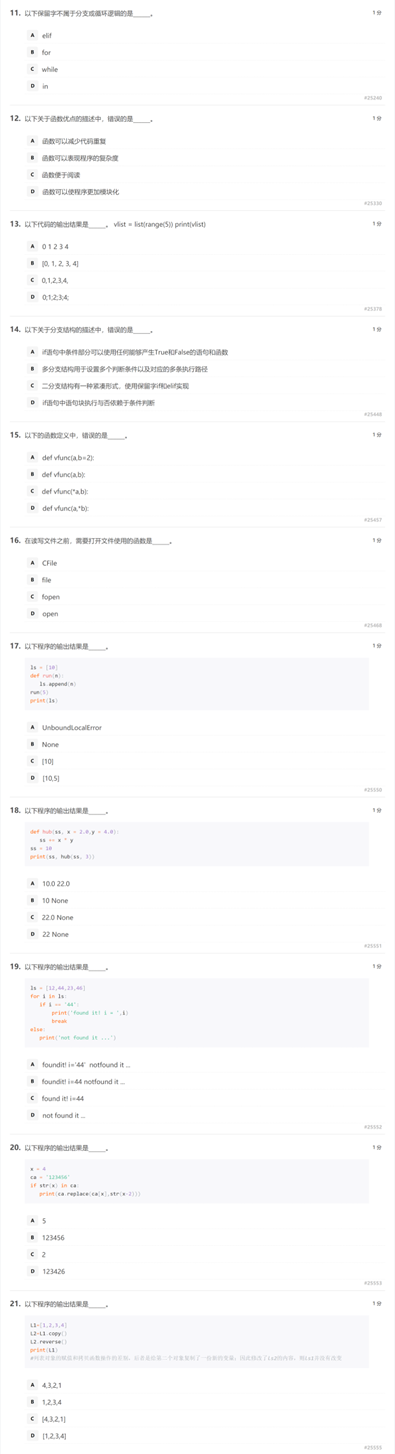 11. 以下保留字不属于分支或循环逻辑的是_____。 1 分
A elif
B for
C while
D in
#25246
12. 以下关于函数优点的描述中，错误的是_____。 1 分
A 函数可以减少代码重复
B 函数可以表现程序的复杂度
C 函数便于阅读
D 函数可以使程序更加模块化
#25339
13. 以下代码的输出结果是_____。 vlist = list(range(5)) print(vlist) 1 分
A 0 1 2 3 4
B [0, 1, 2, 3, 4]
C 0,1,2,3,4,
D 0;1;2;3;4;
#25378
14. 以下关于分支结构的描述中，错误的是_____。 1 分
A if语句中条件部分可以使用任何能够产生True和False的语句和函数
B 多分支结构用于设置多个判断条件以及对应的多条执行路径
C 二分支结构有一种紧凑形式，使用保留字if和elif实现
D if语句中语句块执行与否依赖于条件判断
#25446
15. 以下的函数定义中，错误的是_____。 1 分
A def vfunc(a,b=2):
B def vfunc(a,b):
C def vfunc(*a,b):
D def vfunc(a,*b):
#25457
16. 在读写文件之前，需要打开文件使用的函数是_____。 1 分
A CFile
B file
C fopen
D open
#25460
17. 以下程序的输出结果是_____。 1 分
ls = [10]
def run(n):
ls.append(n)
run(5)
print(ls)
A UnboundLocalError
B None
C [10]
D [10,5]
#25550
18. 以下程序的输出结果是_____。 1 分
def hub(ss, x = 2.0,y = 4.0):
ss += x * y
ss = 10
print(ss, hub(ss, 3))
A 10.0 22.0
B 10 None
C 22.0 None
D 22 None
#25551
19. 以下程序的输出结果是_____。 1 分
ls = [12,44,23,46]
for i in ls:
if i == '44':
print('found it! i = ',i)
break
else:
print('not found it ...')
A foundit! i='44' notfound it ...
B foundit! i=44 notfound it ...
C found it! i=44
D not found it ...
#25552
20. 以下程序的输出结果是_____。 1 分
x = 4
ca = '123456'
if str(x) in ca:
print(ca.replace(ca[x],str(x-2)))
A 5
B 123456
C 2
D 123426
#25553
21. 以下程序的输出结果是_____。 1 分
L1=[1,2,3,4]
L2=L1.copy()
L2.reverse()
print(L1)
A 4,3,2,1
B 1,2,3,4
C [4,3,2,1]
D [1,2,3,4]
#25555